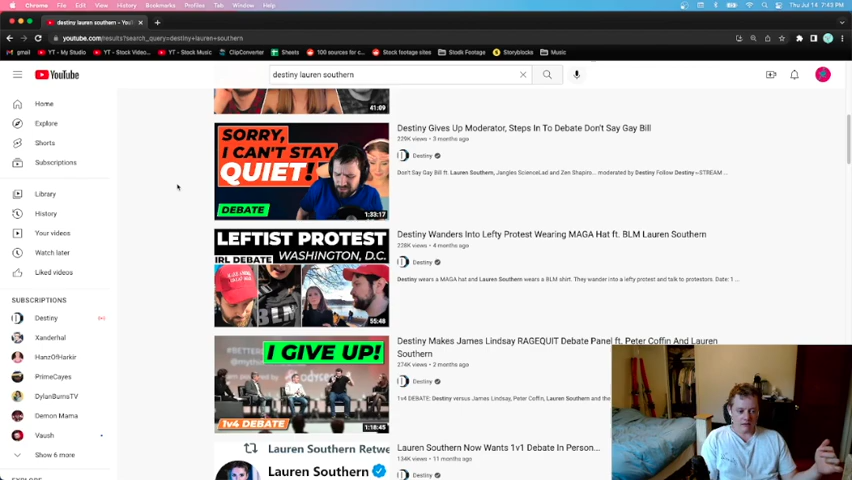 Chrome File Edit View History Bookmarks Profiles Tab Window Help
Thu Jul 14 7:43 PM
destiny lauren southern - YouT
youtube.com/results?search_query=destiny+lauren+southern
gmail YT - My Studio YT - Stock Video... YT - Stock Music ClipConverter Sheets 100 sources for c... Stock footage sites Stock Footage Storyblocks Music
YouTube
destiny lauren southern
Home
Explore
Shorts
Subscriptions
Library
History
Your videos
Watch later
Liked videos
SUBSCRIPTIONS
Destiny
Xanderhal
HanzOfHarkir
PrimeCayes
DylanBurnsTV
Demon Mama
Vaush
Show 6 more
EXPLORE
41:09
SORRY,
I CAN'T STAY
QUIET!
DEBATE
1:33:17
Destiny Gives Up Moderator, Steps In To Debate Don't Say Gay Bill
229K views • 3 months ago
Destiny
Don't Say Gay Bill ft. Lauren Southern, Jangles ScienceLad and Zen Shapiro... moderated by Destiny Follow Destiny ►STREAM ...
LEFTIST PROTEST
IRL DEBATE WASHINGTON, D.C.
BLM
55:48
Destiny Wanders Into Lefty Protest Wearing MAGA Hat ft. BLM Lauren Southern
228K views • 4 months ago
Destiny
Destiny wears a MAGA hat and Lauren Southern wears a BLM shirt. They wander into a lefty protest and talk to protestors. Date: 1 ...
I GIVE UP!
1v4 DEBATE
1:18:45
Destiny Makes James Lindsay RAGEQUIT Debate Panel ft. Peter Coffin And Lauren
Southern
274K views • 2 months ago
Destiny
1v4 DEBATE: Destiny versus James Lindsay, Peter Coffin, Lauren Southern and the
Lauren Southern Retwe
Lauren Southern
Lauren Southern Now Wants 1v1 Debate In Person...
134K views • 11 months ago
Destiny